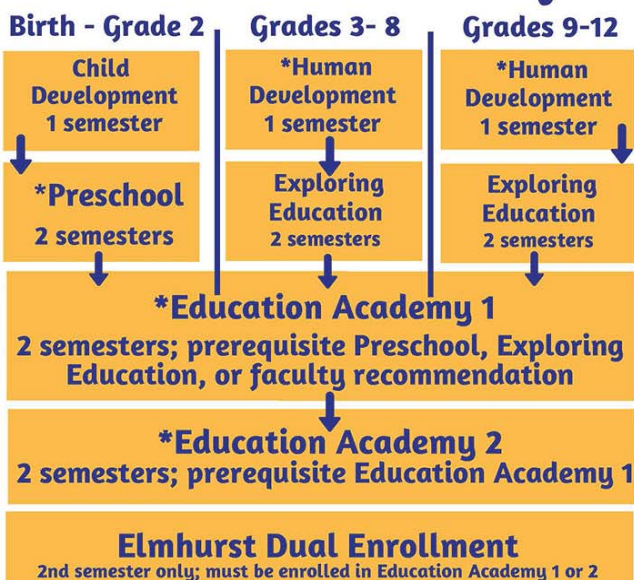 Birth - Grade 2
Grades 3- 8
Grades 9-12
Child
Development
1 semester
*Human
Development
1 semester
*Human
Development
1 semester
*Preschool
2 semesters
Exploring
Education
2 semesters
Exploring
Education
2 semesters
*Education Academy 1
2 semesters; prerequisite Preschool, Exploring
Education, or faculty recommendation
*Education Academy 2
2 semesters; prerequisite Education Academy 1
Elmhurst Dual Enrollment
2nd semester only; must be enrolled in Education Academy 1 or 2